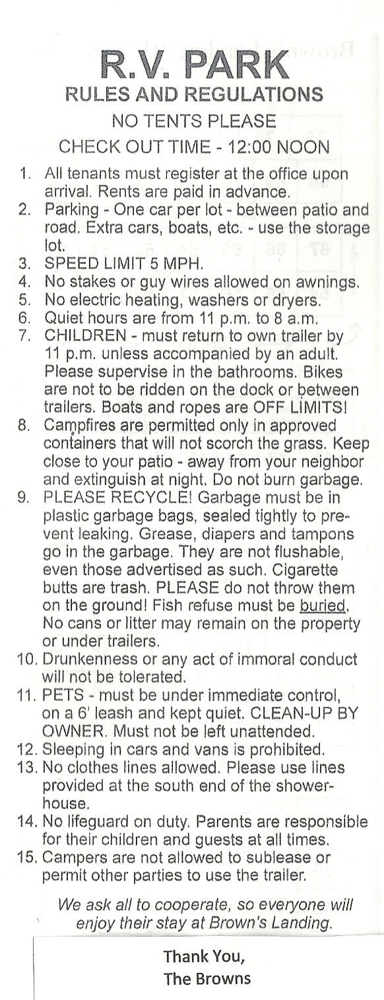 R.V. PARK
RULES AND REGULATIONS
NO TENTS PLEASE
CHECK OUT TIME - 12:00 NOON
1. All tenants must register at the office upon
arrival. Rents are paid in advance.
2. Parking - One car per lot - between patio and
road. Extra cars, boats, etc. - use the storage
lot.
3. SPEED LIMIT 5 MPH.
4. No stakes or guy wires allowed on awnings.
5. No electric heating, washers or dryers.
6. Quiet hours are from 11 p.m. to 8 a.m.
7. CHILDREN - must return to own trailer by
11 p.m. unless accompanied by an adult.
Please supervise in the bathrooms. Bikes
are not to be ridden on the dock or between
trailers. Boats and ropes are OFF LIMITS!
8. Campfires are permitted only in approved
containers that will not scorch the grass. Keep
close to your patio - away from your neighbor
and extinguish at night. Do not burn garbage.
9. PLEASE RECYCLE! Garbage must be in
plastic garbage bags, sealed tightly to pre-
vent leaking. Grease, diapers and tampons
go in the garbage. They are not flushable,
even those advertised as such. Cigarette
butts are trash. PLEASE do not throw them
on the ground! Fish refuse must be buried.
No cans or litter may remain on the property
or under trailers.
10. Drunkenness or any act of immoral conduct
will not be tolerated.
11. PETS - must be under immediate control,
on a 6' leash and kept quiet. CLEAN-UP BY
OWNER. Must not be left unattended.
12. Sleeping in cars and vans is prohibited.
13. No clothes lines allowed. Please use lines
provided at the south end of the shower-
house.
14. No lifeguard on duty. Parents are responsible
for their children and guests at all times.
15. Campers are not allowed to sublease or
permit other parties to use the trailer.
We ask all to cooperate, so everyone will
enjoy their stay at Brown's Landing.
Thank You,
The Browns